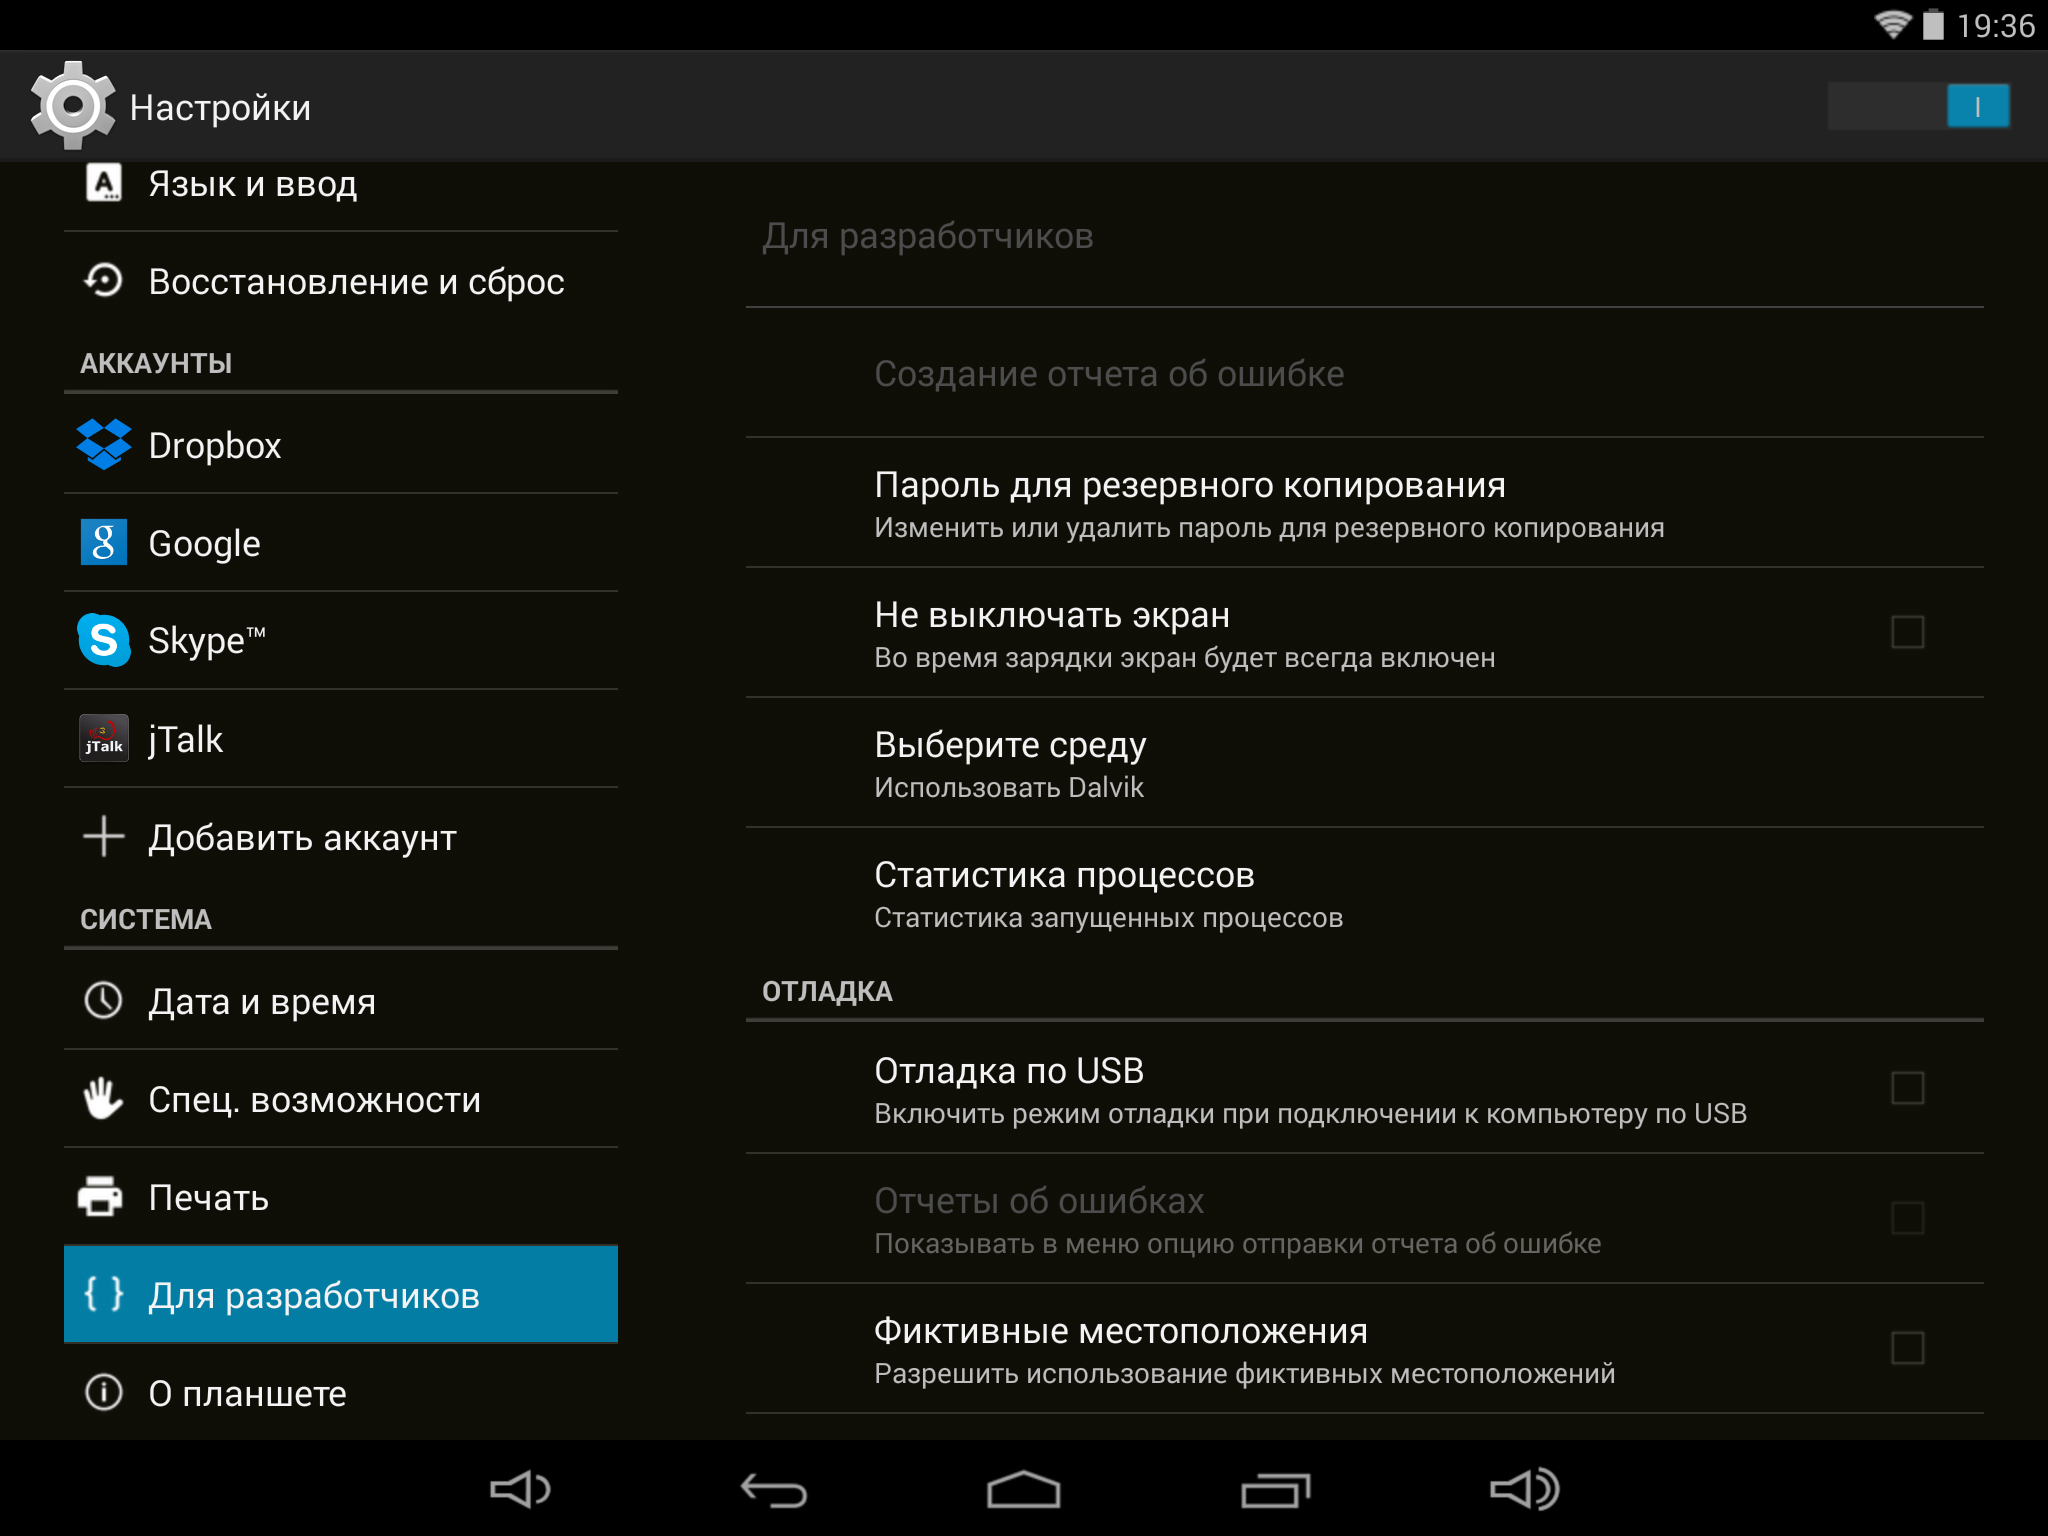 19:36
Настройки
Язык и ввод
Восстановление и сброс
АККАУНТЫ
Dropbox
Google
Skype™
jTalk
jTalk
Добавить аккаунт
СИСТЕМА
Дата и время
Спец. возможности
Печать
{ } Для разработчиков
О планшете
Для разработчиков
Создание отчета об ошибке
Пароль для резервного копирования
Изменить или удалить пароль для резервного копирования
Не выключать экран
Во время зарядки экран будет всегда включен
Выберите среду
Использовать Dalvik
Статистика процессов
Статистика запущенных процессов
ОТЛАДКА
Отладка по USB
Включить режим отладки при подключении к компьютеру по USB
Отчеты об ошибках
Показывать в меню опцию отправки отчета об ошибке
Фиктивные местоположения
Разрешить использование фиктивных местоположений